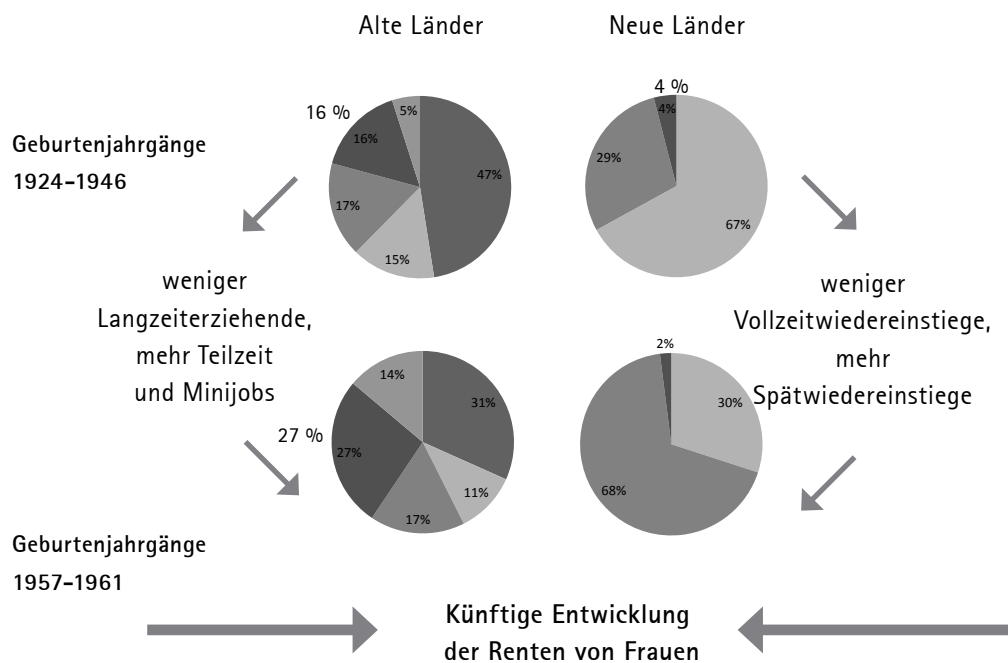 Alte Länder
Neue Länder
Geburtenjahrgänge
1924–1946
16 %
5%
16%
47%
17%
15%
4 %
4%
29%
67%
weniger
Langzeiterziehende,
mehr Teilzeit
und Minijobs
weniger
Vollzeitwiedereinstiege,
mehr
Spätwiedereinstiege
27 %
14%
31%
27%
11%
17%
2%
30%
68%
Geburtenjahrgänge
1957–1961
Künftige Entwicklung
der Renten von Frauen